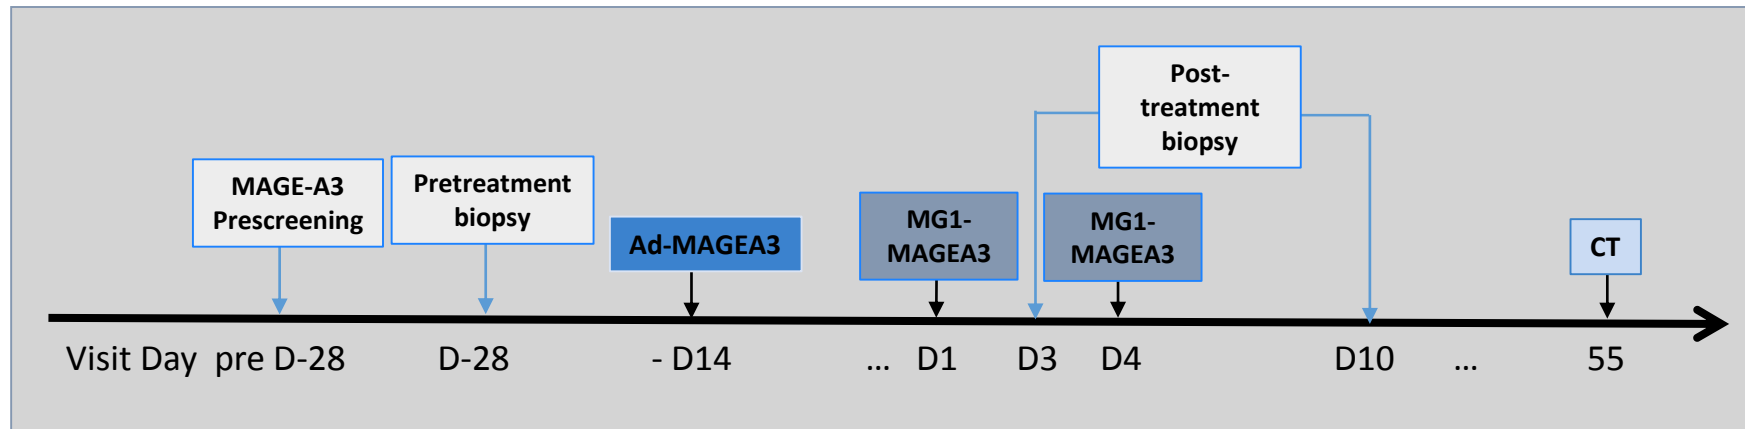 Post-
treatment
biopsy
MAGE-A3
Prescreening
Pretreatment
biopsy
Ad-MAGEA3
MG1-
MAGEA3
MG1-
MAGEA3
CT
Visit Day pre D-28 D-28 - D14 ... D1 D3 D4 D10 ... 55